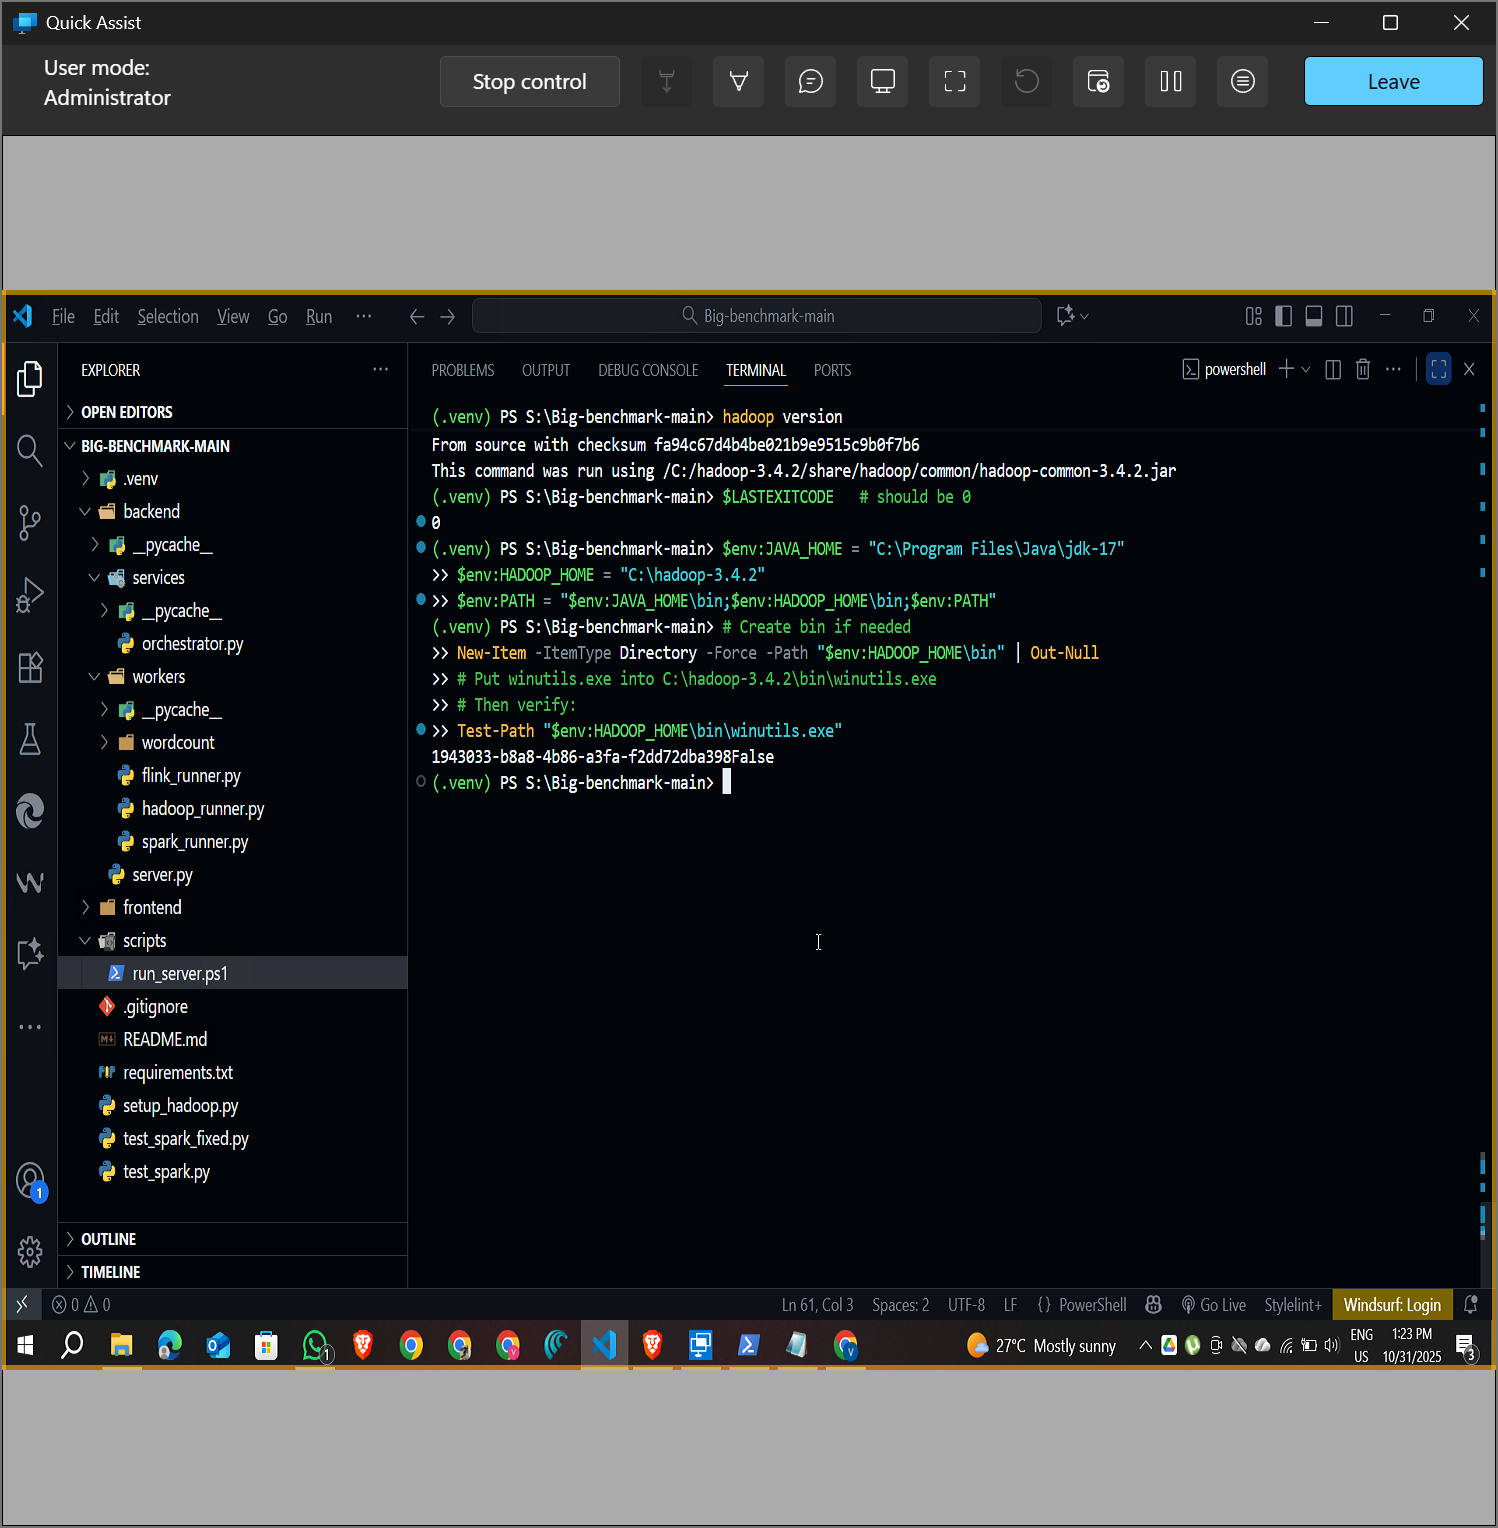 Quick Assist
User mode:
Administrator
Stop control
Leave
File Edit Selection View Go Run ···
Big-benchmark-main
EXPLORER
OPEN EDITORS
BIG-BENCHMARK-MAIN
.venv
backend
__pycache__
services
__pycache__
orchestrator.py
workers
__pycache__
wordcount
flink_runner.py
hadoop_runner.py
spark_runner.py
server.py
frontend
scripts
run_server.ps1
.gitignore
README.md
requirements.txt
setup_hadoop.py
test_spark_fixed.py
test_spark.py
OUTLINE
TIMELINE
1
PROBLEMS OUTPUT DEBUG CONSOLE TERMINAL PORTS
powershell
(.venv) PS S:\Big-benchmark-main> hadoop version
From source with checksum fa94c67d4b4be021b9e9515c9b0f7b6
This command was run using /C:/hadoop-3.4.2/share/hadoop/common/hadoop-common-3.4.2.jar
(.venv) PS S:\Big-benchmark-main> $LASTEXITCODE   # should be 0
0
(.venv) PS S:\Big-benchmark-main> $env:JAVA_HOME = "C:\Program Files\Java\jdk-17"
>> $env:HADOOP_HOME = "C:\hadoop-3.4.2"
>> $env:PATH = "$env:JAVA_HOME\bin;$env:HADOOP_HOME\bin;$env:PATH"
(.venv) PS S:\Big-benchmark-main> # Create bin if needed
>> New-Item -ItemType Directory -Force -Path "$env:HADOOP_HOME\bin" | Out-Null
>> # Put winutils.exe into C:\hadoop-3.4.2\bin\winutils.exe
>> # Then verify:
>> Test-Path "$env:HADOOP_HOME\bin\winutils.exe"
1943033-b8a8-4b86-a3fa-f2dd72dba398False
(.venv) PS S:\Big-benchmark-main>
0 0
Ln 61, Col 3 Spaces: 2 UTF-8 LF {} PowerShell Go Live Stylelint+ Windsurf: Login
1
27°C Mostly sunny
ENG
US
1:23 PM
10/31/2025
3